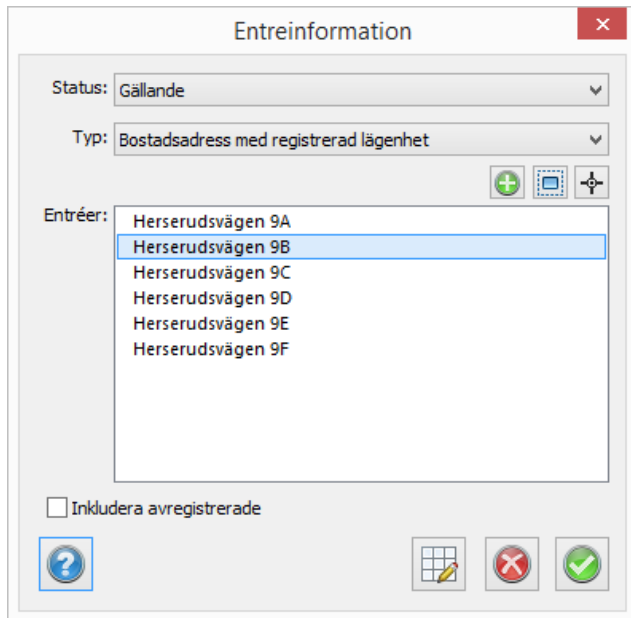 Entreinformation
Status: Gällande
Typ: Bostadsadress med registrerad lägenhet
Entréer:
Herserudsvägen 9A
Herserudsvägen 9B
Herserudsvägen 9C
Herserudsvägen 9D
Herserudsvägen 9E
Herserudsvägen 9F
Inkludera avregistrerade